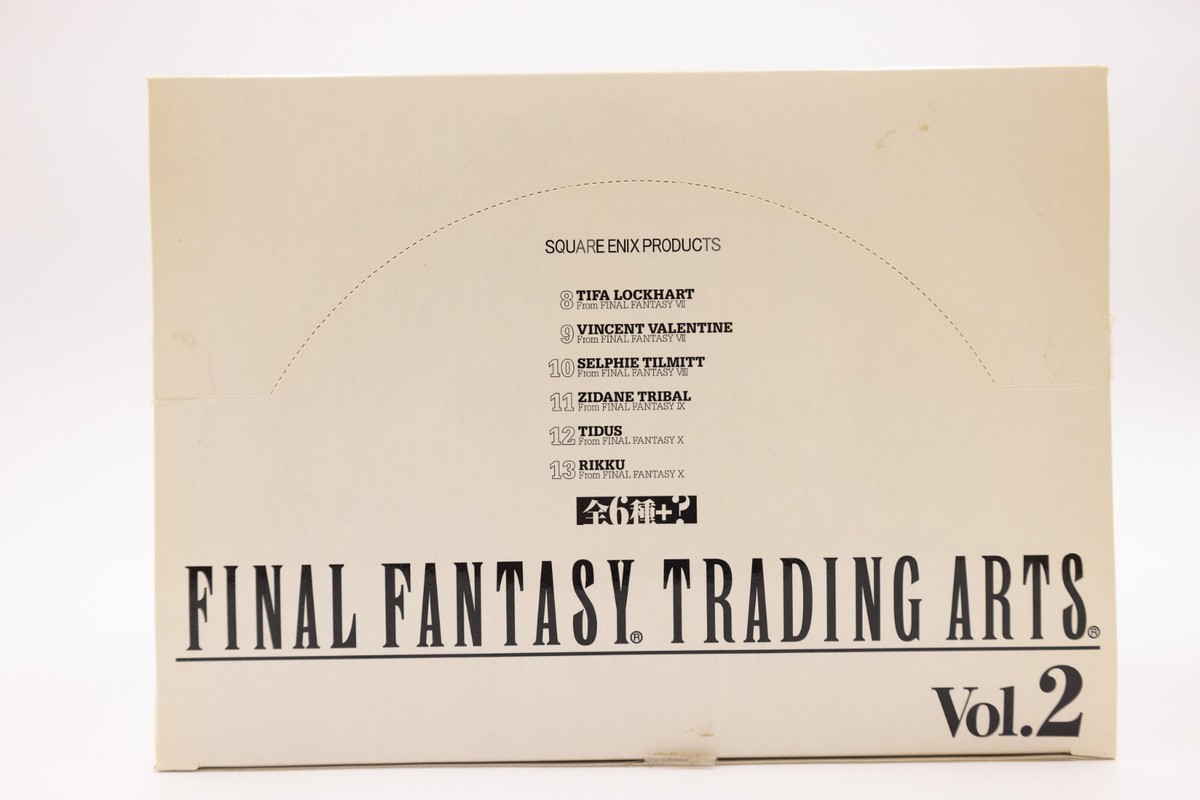 SQUARE ENIX PRODUCTS
8 TIFA LOCKHART
From FINAL FANTASY VII
9 VINCENT VALENTINE
From FINAL FANTASY VII
10 SELPHIE TILMITT
From FINAL FANTASY VIII
11 ZIDANE TRIBAL
From FINAL FANTASY IX
12 TIDUS
From FINAL FANTASY X
13 RIKKU
From FINAL FANTASY X
全6種+?
FINAL FANTASY® TRADING ARTS®
Vol.2